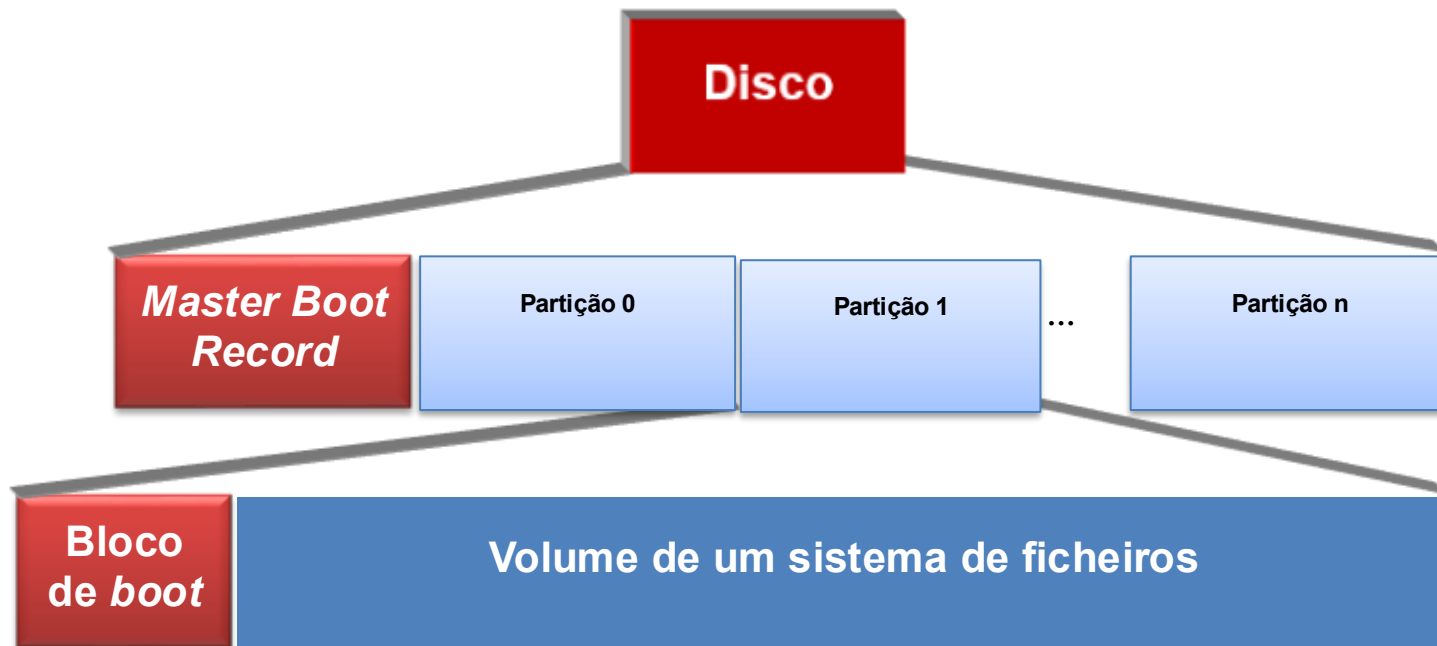 Disco
Master Boot
Record
Partição 0
Partição 1
...
Partição n
Bloco
de boot
Volume de um sistema de ficheiros